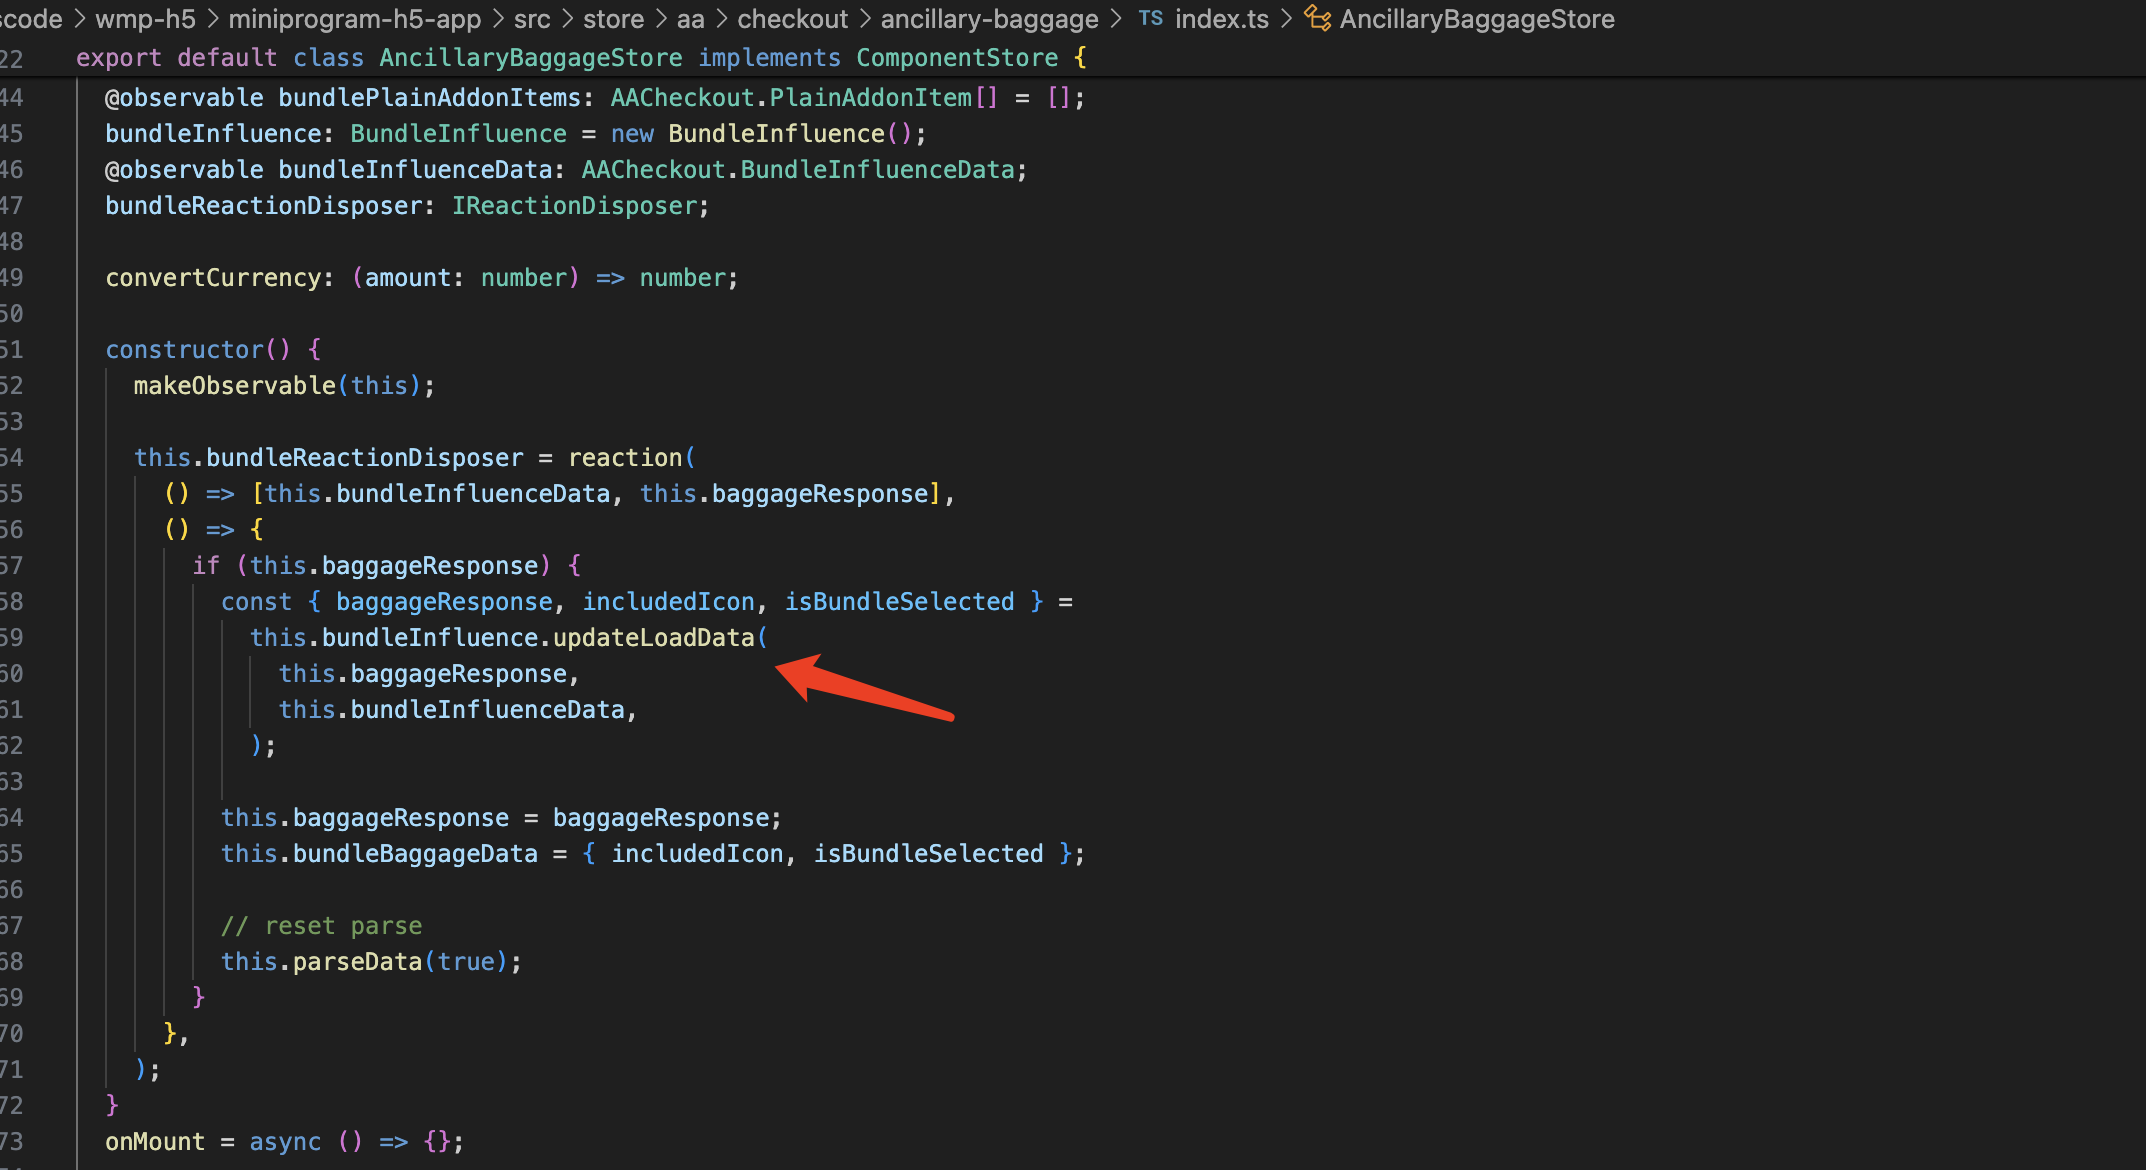 scode > wmp-h5 > miniprogram-h5-app > src > store > aa > checkout > ancillary-baggage > TS index.ts > AncillaryBaggageStore
22 export default class AncillaryBaggageStore implements ComponentStore {
44 @observable bundlePlainAddonItems: AACheckout.PlainAddonItem[] = [];
45 bundleInfluence: BundleInfluence = new BundleInfluence();
46 @observable bundleInfluenceData: AACheckout.BundleInfluenceData;
47 bundleReactionDisposer: IReactionDisposer;
48
49 convertCurrency: (amount: number) => number;
50
51 constructor() {
52 makeObservable(this);
53
54 this.bundleReactionDisposer = reaction(
55 () => [this.bundleInfluenceData, this.baggageResponse],
56 () => {
57 if (this.baggageResponse) {
58 const { baggageResponse, includedIcon, isBundleSelected } =
59 this.bundleInfluence.updateLoadData(
60 this.baggageResponse,
61 this.bundleInfluenceData,
62 );
63
64 this.baggageResponse = baggageResponse;
65 this.bundleBaggageData = { includedIcon, isBundleSelected };
66
67 // reset parse
68 this.parseData(true);
69 }
70 },
71 );
72 }
73 onMount = async () => {};